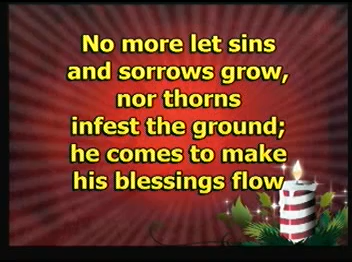 No more let sins
and sorrows grow,
nor thorns
infest the ground;
he comes to make
his blessings flow